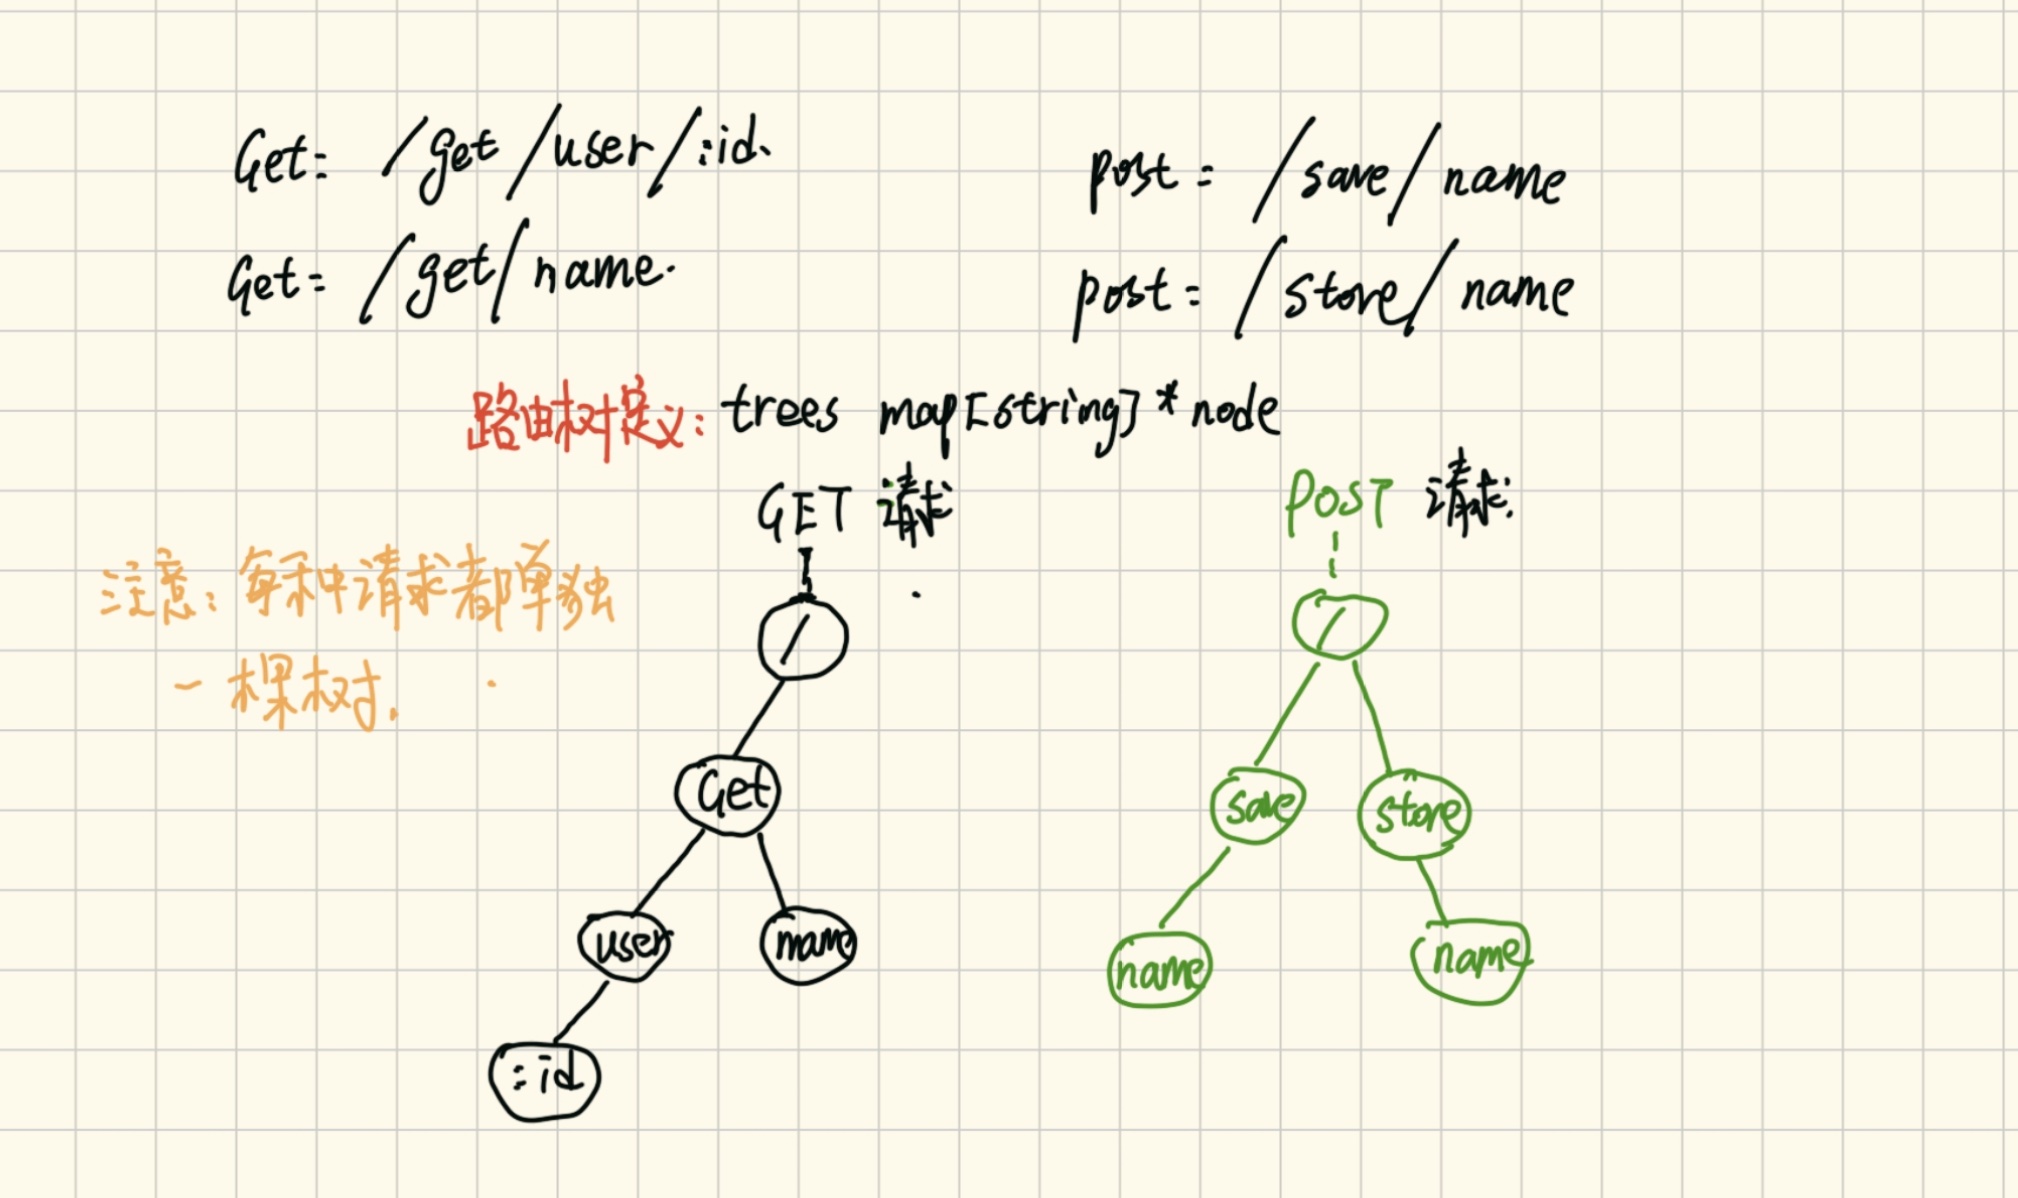 Get: /get/user/:id.
Get: /get/name.
post: /save/name
post: /store/name
路由树定义: trees map[string]*node
GET 请求
POST 请求.
注意: 每种请求都单独
一棵树.
/
Get
user
name
:id
/
save
store
name
name